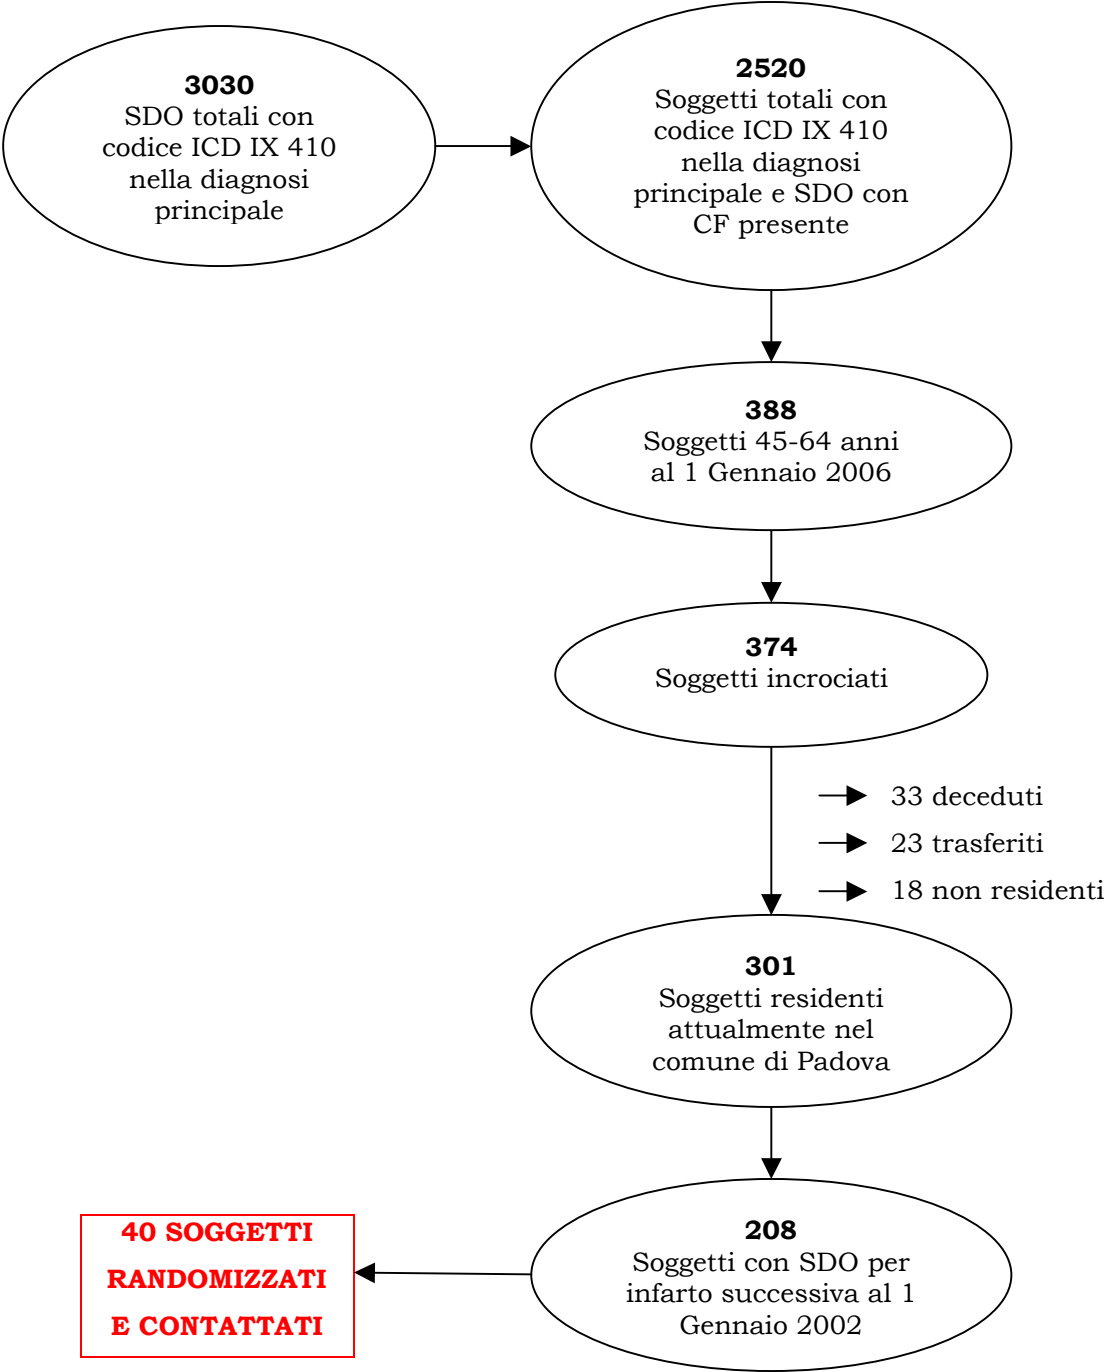 3030
SDO totali con
codice ICD IX 410
nella diagnosi
principale
2520
Soggetti totali con
codice ICD IX 410
nella diagnosi
principale e SDO con
CF presente
388
Soggetti 45-64 anni
al 1 Gennaio 2006
374
Soggetti incrociati
33 deceduti
23 trasferiti
18 non residenti
301
Soggetti residenti
attualmente nel
comune di Padova
208
Soggetti con SDO per
infarto successiva al 1
Gennaio 2002
40 SOGGETTI
RANDOMIZZATI
E CONTATTATI